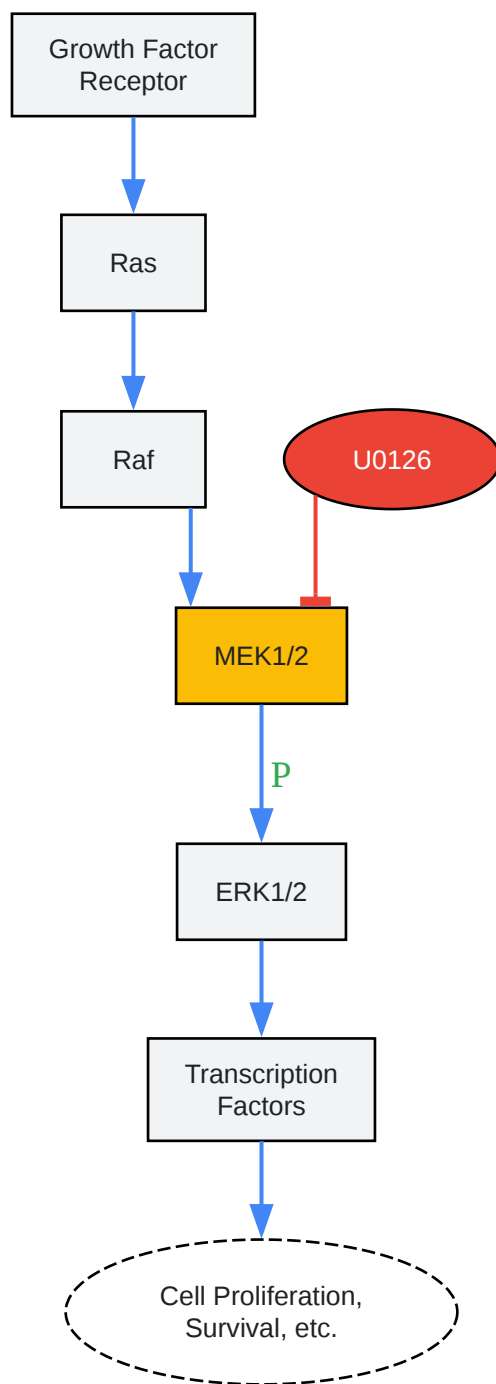 Growth Factor
Receptor
Ras
Raf
U0126
MEK1/2
P
ERK1/2
Transcription
Factors
Cell Proliferation,
Survival, etc.